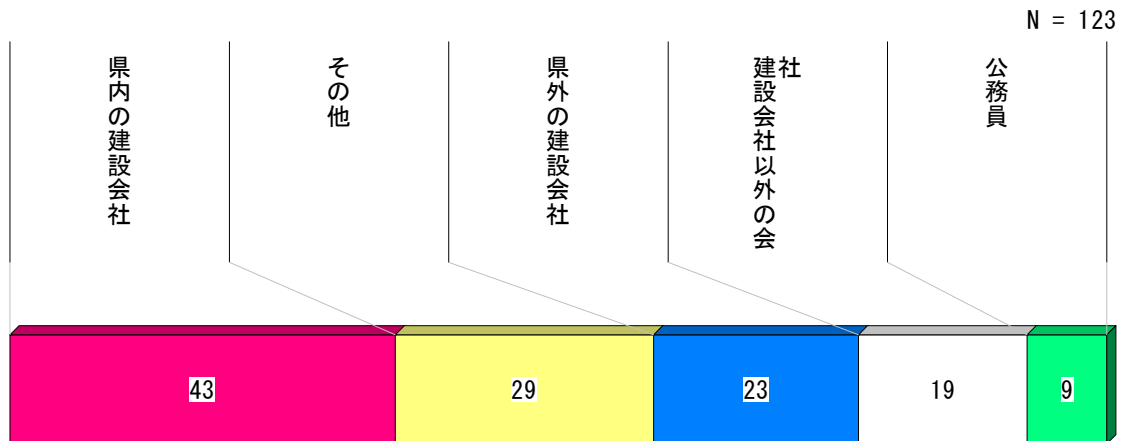 N = 123
県内の建設会社
その他
県外の建設会社
建設会社以外の会
社
公務員
43
29
23
19
9